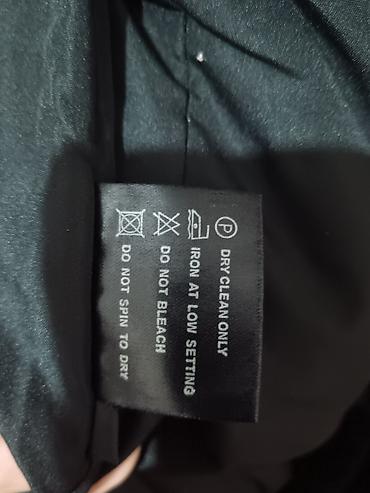 P DRY CLEAN ONLY
IRON AT LOW SETTING
DO NOT BLEACH
DO NOT SPIN TO DRY